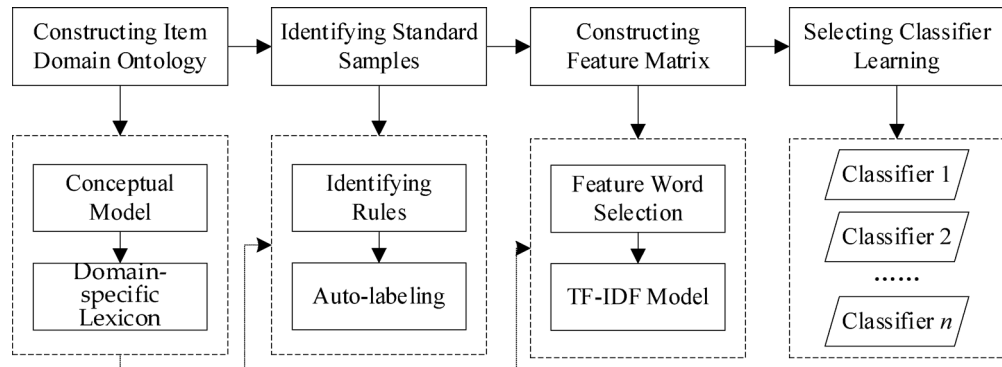 Constructing Item
Domain Ontology
Identifying Standard
Samples
Constructing
Feature Matrix
Selecting Classifier
Learning
Conceptual
Model
Domain-
specific
Lexicon
Identifying
Rules
Auto-labeling
Feature Word
Selection
TF-IDF Model
Classifier 1
Classifier 2
......
Classifier n